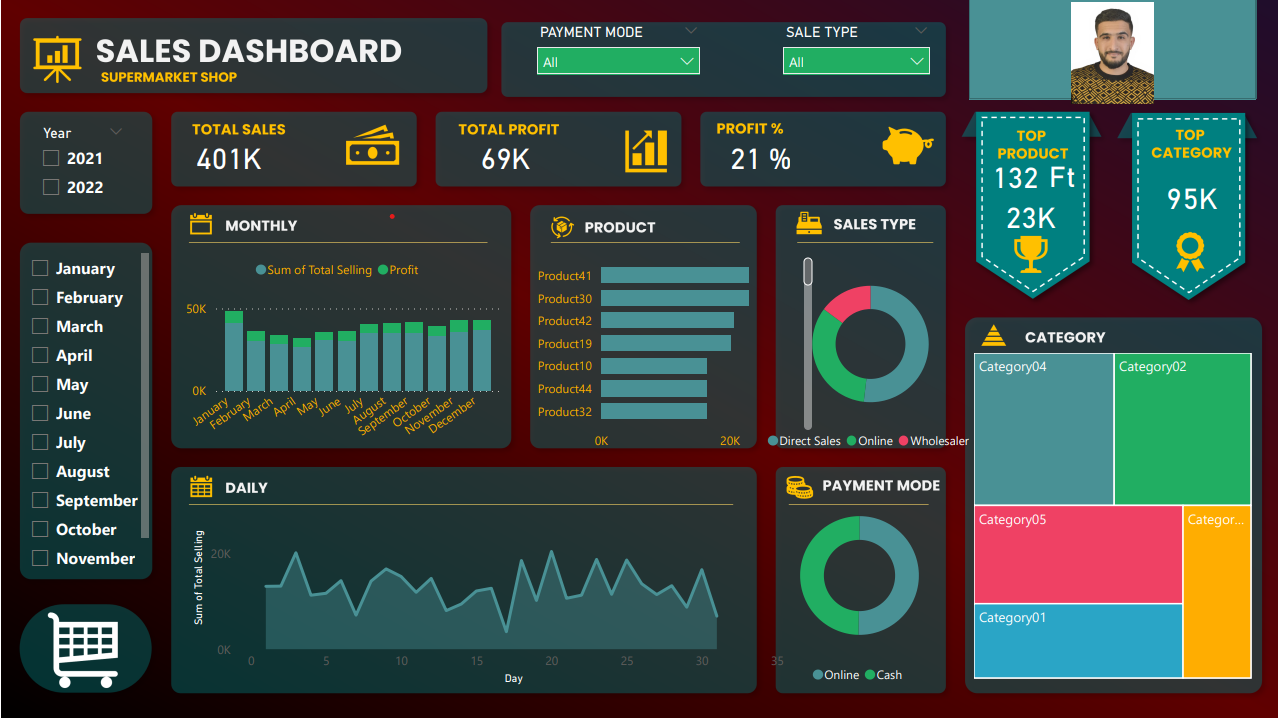 SALES DASHBOARD
SUPERMARKET SHOP
PAYMENT MODE
All
SALE TYPE
All
Year
2021
2022
TOTAL SALES
401K
TOTAL PROFIT
69K
PROFIT %
21 %
TOP
PRODUCT
132 Ft
23K
TOP
CATEGORY
95K
January
February
March
April
May
June
July
August
September
October
November
MONTHLY
Sum of Total Selling
Profit
50K
0K
January
February
March
April
May
June
July
August
September
October
November
December
PRODUCT
Product41
Product30
Product42
Product19
Product10
Product44
Product32
0K
20K
SALES TYPE
Direct Sales
Online
Wholesaler
CATEGORY
Category04
Category02
Category05
Categor...
Category01
DAILY
Sum of Total Selling
20K
0K
0
5
10
15
20
25
30
35
Day
PAYMENT MODE
Online
Cash